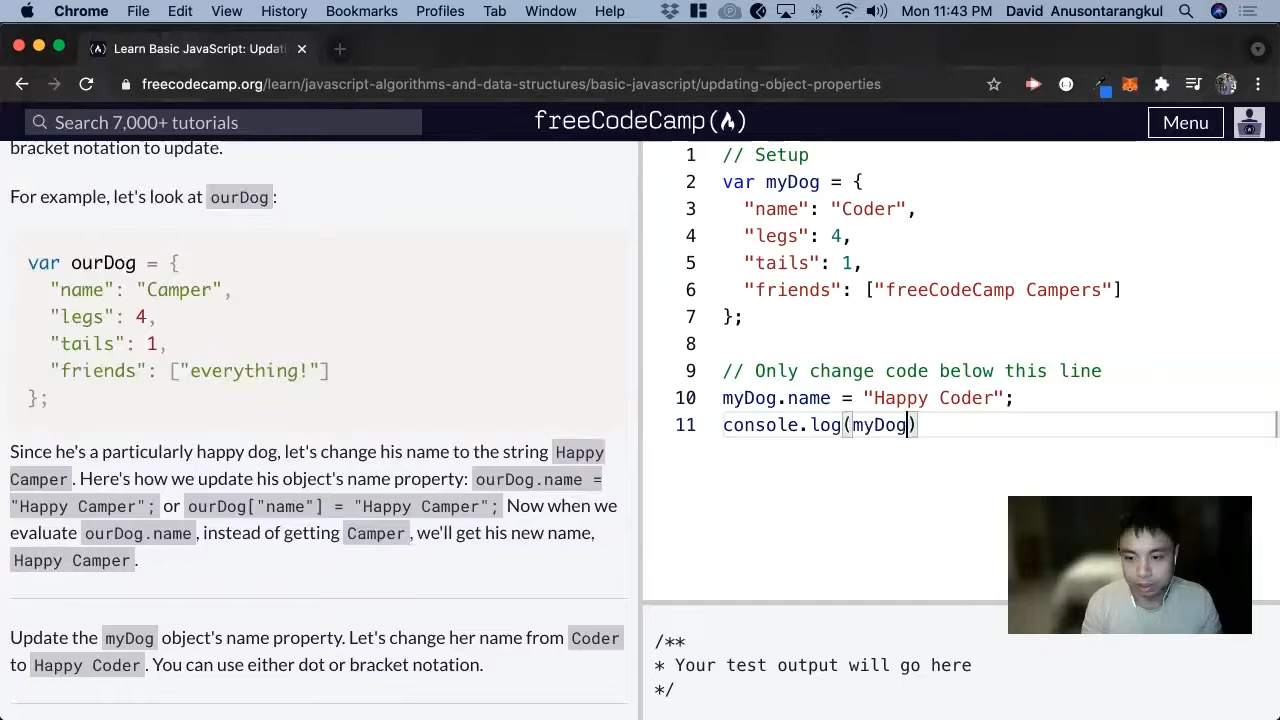 Chrome File Edit View History Bookmarks Profiles Tab Window Help Mon 11:43 PM David Anusontarangkul
Learn Basic JavaScript: Updati
freecodecamp.org/learn/javascript-algorithms-and-data-structures/basic-javascript/updating-object-properties
Search 7,000+ tutorials
freeCodeCamp
Menu
bracket notation to update.
For example, let's look at ourDog:
var ourDog = {
"name": "Camper",
"legs": 4,
"tails": 1,
"friends": ["everything!"]
};
Since he's a particularly happy dog, let's change his name to the string Happy
Camper. Here's how we update his object's name property: ourDog.name =
"Happy Camper"; or ourDog["name"] = "Happy Camper"; Now when we
evaluate ourDog.name, instead of getting Camper, we'll get his new name,
Happy Camper.
Update the myDog object's name property. Let's change her name from Coder
to Happy Coder. You can use either dot or bracket notation.
1 // Setup
2 var myDog = {
3 "name": "Coder",
4 "legs": 4,
5 "tails": 1,
6 "friends": ["freeCodeCamp Campers"]
7 };
8
9 // Only change code below this line
10 myDog.name = "Happy Coder";
11 console.log(myDog)
/**
* Your test output will go here
*/